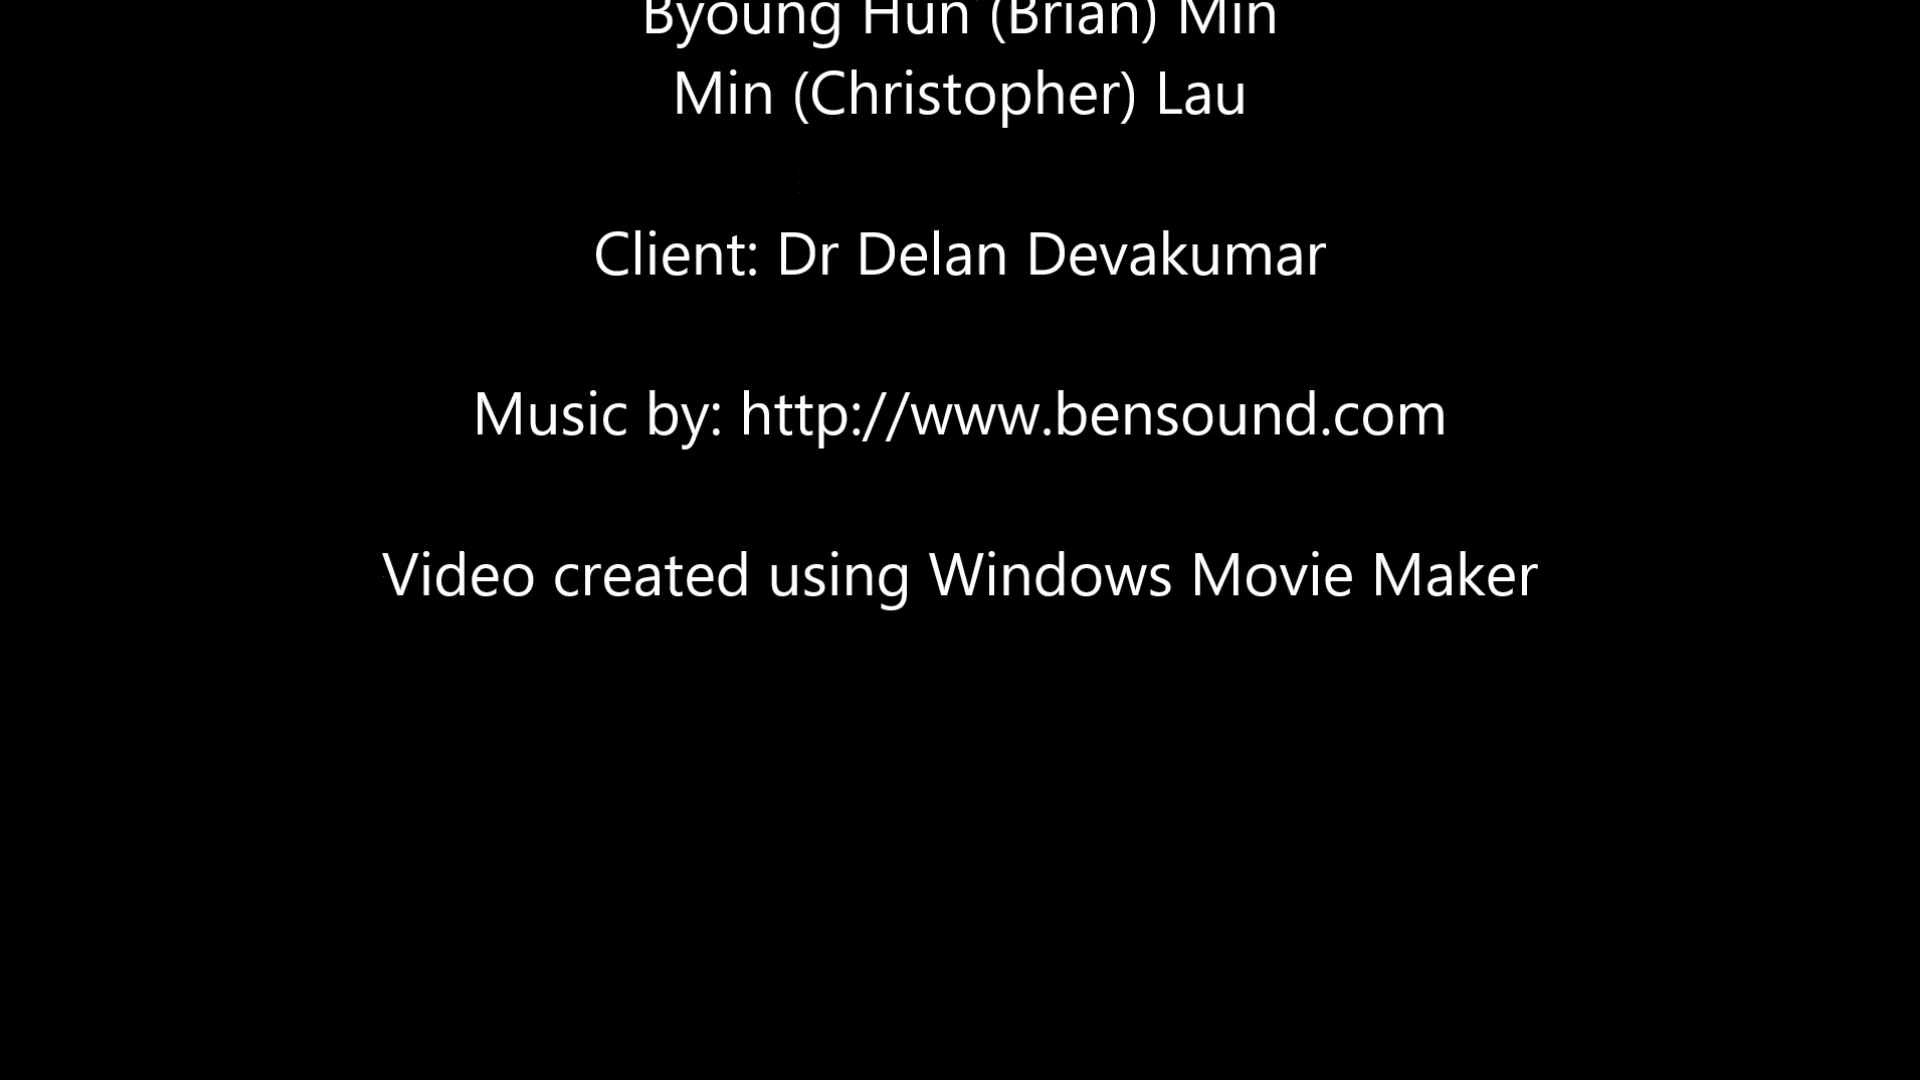 Byoung Hun (Brian) Min
Min (Christopher) Lau
Client: Dr Delan Devakumar
Music by: http://www.bensound.com
Video created using Windows Movie Maker